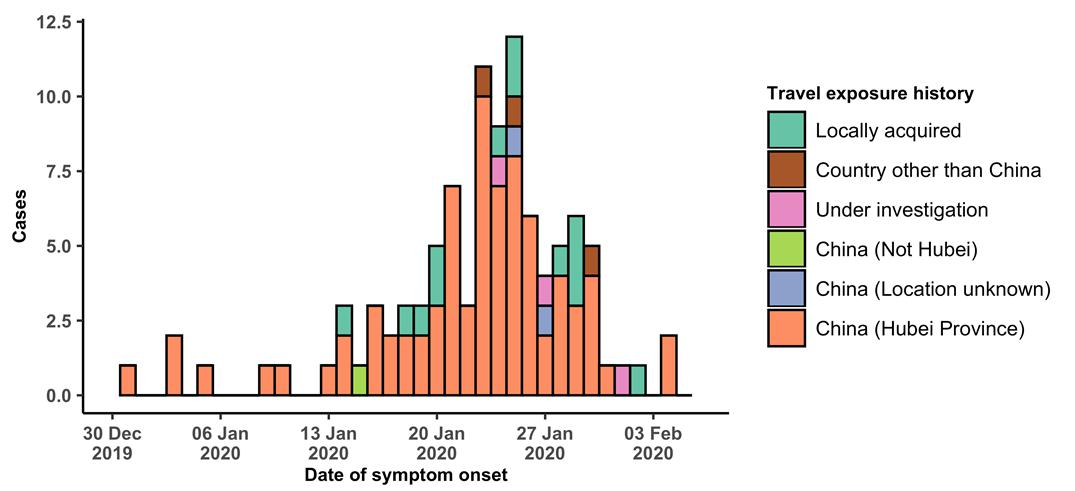 12.5
10.0
7.5
5.0
2.5
0.0
Cases
30 Dec
2019
06 Jan
2020
13 Jan
2020
20 Jan
2020
27 Jan
2020
03 Feb
2020
Date of symptom onset
Travel exposure history
Locally acquired
Country other than China
Under investigation
China (Not Hubei)
China (Location unknown)
China (Hubei Province)